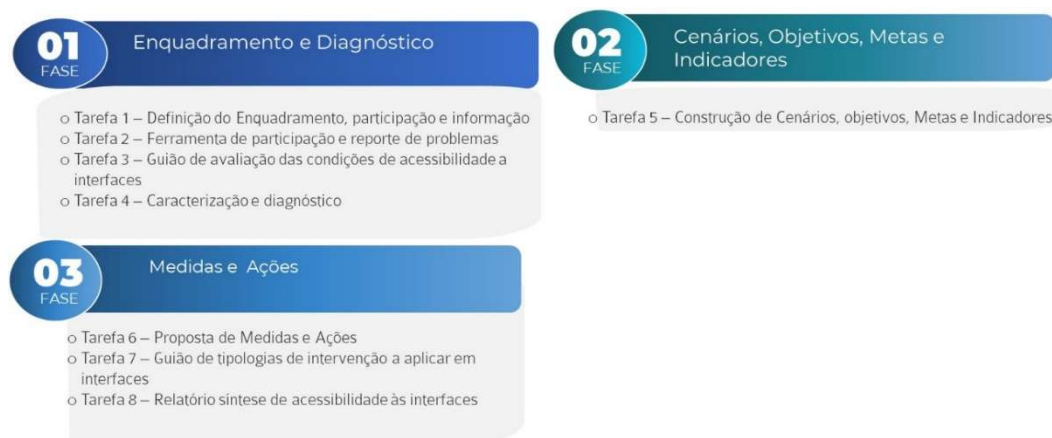 01
FASE
Enquadramento e Diagnóstico
o Tarefa 1 – Definição do Enquadramento, participação e informação
o Tarefa 2 – Ferramenta de participação e reporte de problemas
o Tarefa 3 – Guião de avaliação das condições de acessibilidade a
interfaces
o Tarefa 4 – Caracterização e diagnóstico
02
FASE
Cenários, Objetivos, Metas e
Indicadores
o Tarefa 5 – Construção de Cenários, objetivos, Metas e Indicadores
03
FASE
Medidas e Ações
o Tarefa 6 – Proposta de Medidas e Ações
o Tarefa 7 – Guião de tipologias de intervenção a aplicar em
interfaces
o Tarefa 8 – Relatório síntese de acessibilidade às interfaces